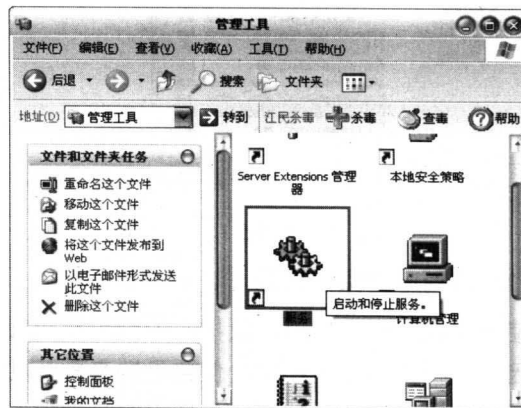 管理工具
文件(F) 编辑(E) 查看(V) 收藏(A) 工具(T) 帮助(H)
后退 搜索 文件夹
地址(D) 管理工具 转到 江民杀毒 杀毒 查毒 帮助
文件和文件夹任务
重命名这个文件
移动这个文件
复制这个文件
将这个文件发布到
Web
以电子邮件形式发送
此文件
删除这个文件
其它位置
控制面板
我的文档
Server Extensions 管理
器
本地安全策略
服务
启动和停止服务。
计算机管理